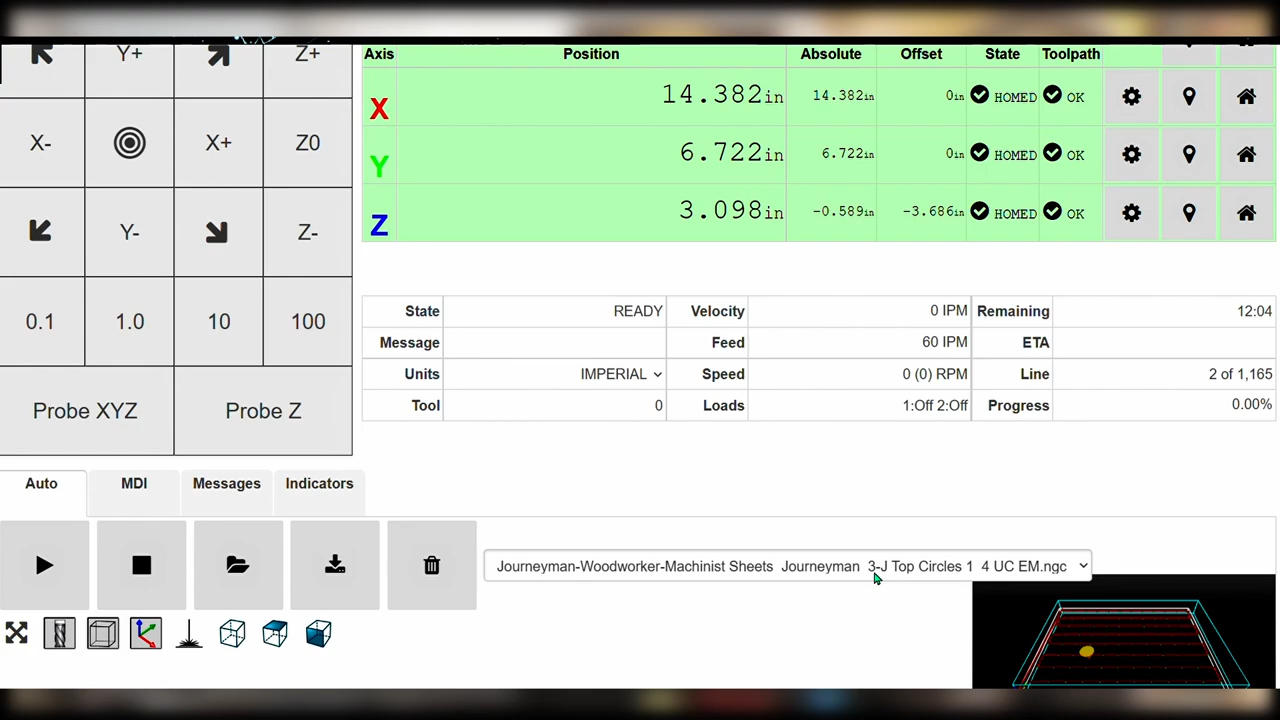 Y+ Z+
Axis Position Absolute Offset State Toolpath
X 14.382in 14.382in 0in HOMED OK
X- X+ Z0
Y 6.722in 6.722in 0in HOMED OK
Y- Z-
Z 3.098in -0.589in -3.686in HOMED OK
0.1 1.0 10 100
State READY Velocity 0 IPM Remaining 12:04
Message Feed 60 IPM ETA
Units IMPERIAL Speed 0 (0) RPM Line 2 of 1,165
Tool 0 Loads 1:Off 2:Off Progress 0.00%
Probe XYZ Probe Z
Auto MDI Messages Indicators
Journeyman-Woodworker-Machinist Sheets Journeyman 3-J Top Circles 1 4 UC EM.ngc